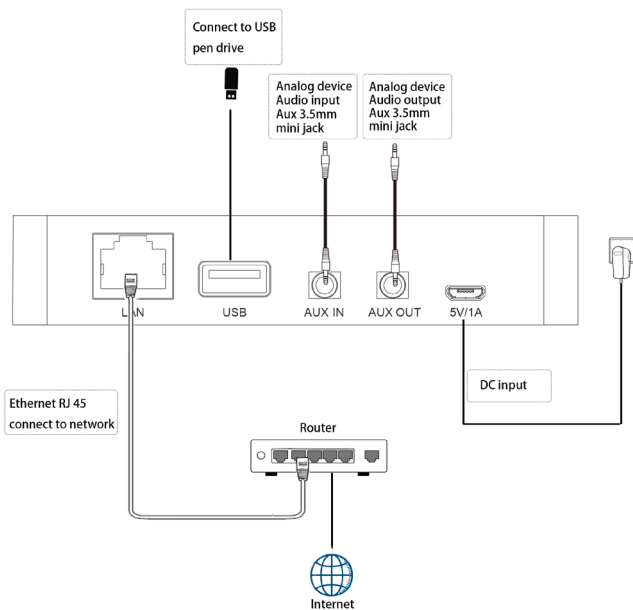 Connect to USB
pen drive
Analog device
Audio input
Aux 3.5mm
mini jack
Analog device
Audio output
Aux 3.5mm
mini jack
LAN
USB
AUX IN
AUX OUT
5V/1A
DC input
Ethernet RJ 45
connect to network
Router
Internet